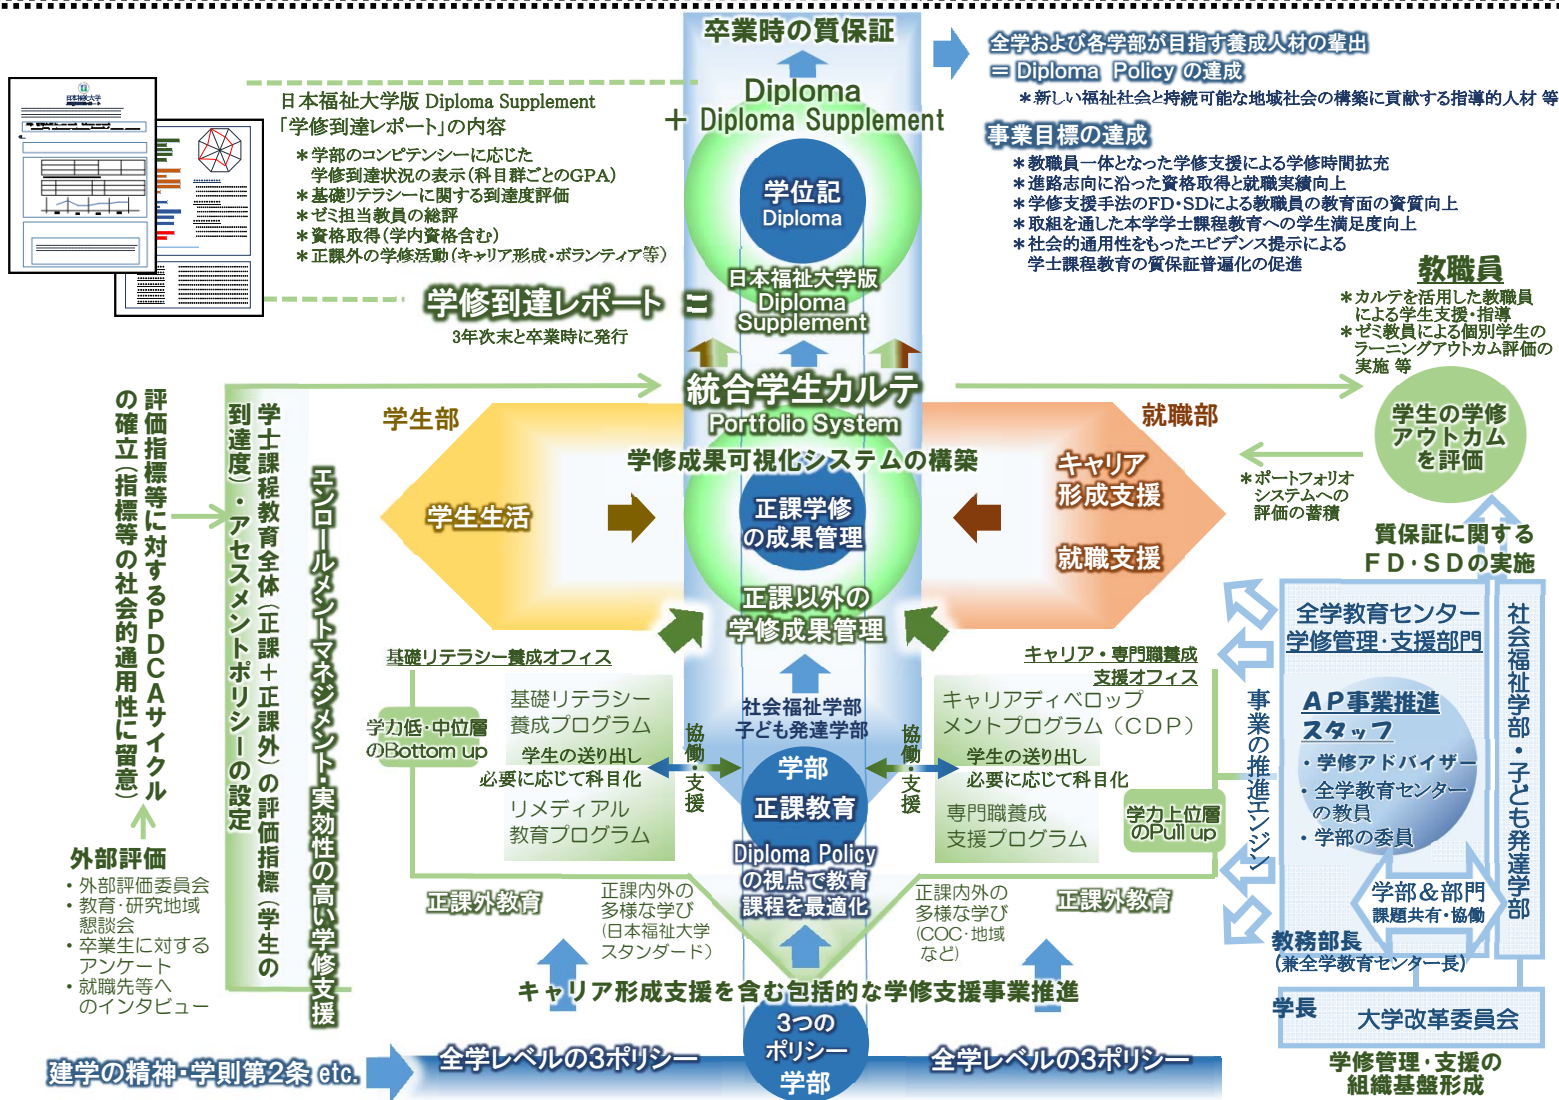 卒業時の質保証
Diploma
＋ Diploma Supplement
学位記
Diploma
日本福祉大学版
Diploma
Supplement
全学および各学部が目指す養成人材の輩出
＝ Diploma Policy の達成
＊新しい福祉社会と持続可能な地域社会の構築に貢献する指導的人材 等
事業目標の達成
＊教職員一体となった学修支援による学修時間拡充
＊進路志向に沿った資格取得と就職実績向上
＊学修支援手法のFD・SDによる教職員の教育面の資質向上
＊取組を通した本学学士課程教育への学生満足度向上
＊社会的通用性をもったエビデンス提示による
学士課程教育の質保証普遍化の促進
日本福祉大学
日本福祉大学版 Diploma Supplement
「学修到達レポート」の内容
＊学部のコンピテンシーに応じた
学修到達状況の表示（科目群ごとのGPA）
＊基礎リテラシーに関する到達度評価
＊ゼミ担当教員の総評
＊資格取得（学内資格含む）
＊正課外の学修活動（キャリア形成・ボランティア等）
学修到達レポート ＝
3年次末と卒業時に発行
教職員
＊カルテを活用した教職員
による学生支援・指導
＊ゼミ教員による個別学生の
ラーニングアウトカム評価の
実施 等
学生の学修
アウトカム
を評価
＊ポートフォリオ
システムへの
評価の蓄積
質保証に関する
ＦＤ・ＳＤの実施
統合学生カルテ
Portfolio System
学修成果可視化システムの構築
正課学修
の成果管理
正課以外の
学修成果管理
学生部
学生生活
就職部
キャリア
形成支援
就職支援
評価指標等に対するＰＤＣＡサイクル
の確立（指標等の社会的通用性に留意）
学士課程教育全体（正課＋正課外）の評価指標（学生の
到達度）・アセスメントポリシーの設定
エンロールメントマネジメント・実効性の高い学修支援
外部評価
・外部評価委員会
・教育・研究地域
懇談会
・卒業生に対する
アンケート
・就職先等へ
のインタビュー
基礎リテラシー養成オフィス
学力低・中位層
のBottom up
基礎リテラシー
養成プログラム
学生の送り出し
必要に応じて科目化
リメディアル
教育プログラム
協働・支援
正課外教育
正課内外の
多様な学び
（日本福祉大学
スタンダード）
社会福祉学部
子ども発達学部
学部
正課教育
Diploma Policy
の視点で教育
課程を最適化
キャリア・専門職養成
支援オフィス
キャリアディベロップ
メントプログラム（ＣＤＰ）
学生の送り出し
必要に応じて科目化
専門職養成
支援プログラム
協働・支援
学力上位層
のPull up
正課内外の
多様な学び
（COC・地域
など）
正課外教育
事業の推進エンジン
全学教育センター
学修管理・支援部門
ＡＰ事業推進
スタッフ
・学修アドバイザー
・全学教育センター
の教員
・学部の委員
学部＆部門
課題共有・協働
社会福祉学部・子ども発達学部
教務部長
（兼全学教育センター長）
学長
大学改革委員会
学修管理・支援の
組織基盤形成
キャリア形成支援を含む包括的な学修支援事業推進
建学の精神・学則第2条 etc.
全学レベルの3ポリシー
3つの
ポリシー
学部
全学レベルの3ポリシー